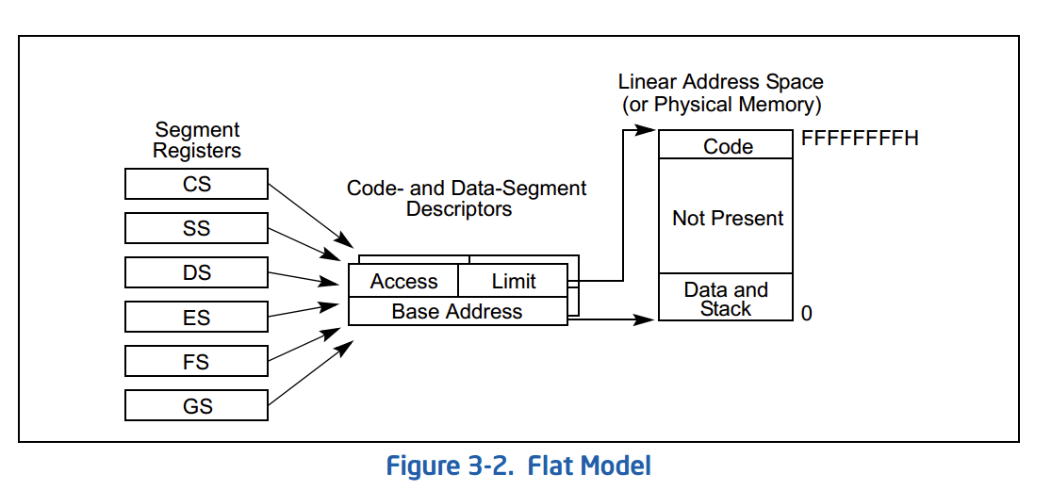 Linear Address Space
(or Physical Memory)
Segment
Registers
CS
SS
DS
ES
FS
GS
Code- and Data-Segment
Descriptors
Access
Limit
Base Address
Code
FFFFFFFFH
Not Present
Data and
Stack
0
Figure 3-2. Flat Model